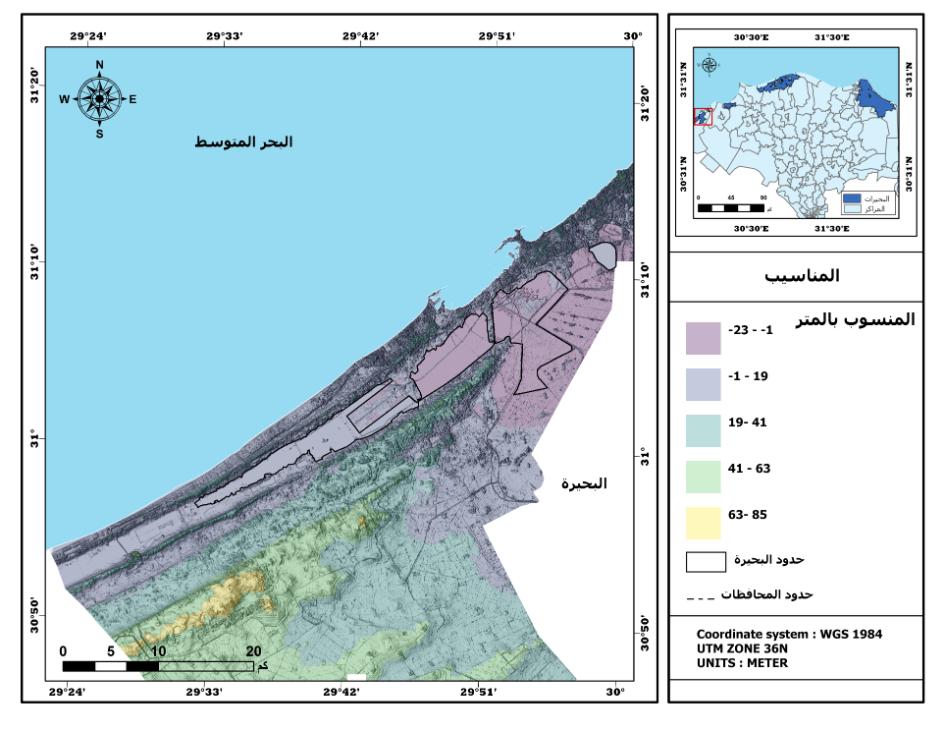 29°24' 29°33' 29°42' 29°51' 30°
31°20'
31°10'
31°
30°50'
N
W E
S
البحر المتوسط
البحيرة
31°20'
31°10'
31°
30°50'
0 5 10 20
كم
29°24' 29°33' 29°42' 29°51' 30°
30°30'E 31°30'E
31°31'N
30°31'N
31°31'N
30°31'N
0 45 90
كم
البحيرات
المراكز
30°30'E 31°30'E
المناسيب
المنسوب بالمتر
-23 - -1
-1 - 19
19- 41
41 - 63
63- 85
حدود البحيرة
حدود المحافظات
Coordinate system : WGS 1984
UTM ZONE 36N
UNITS : METER